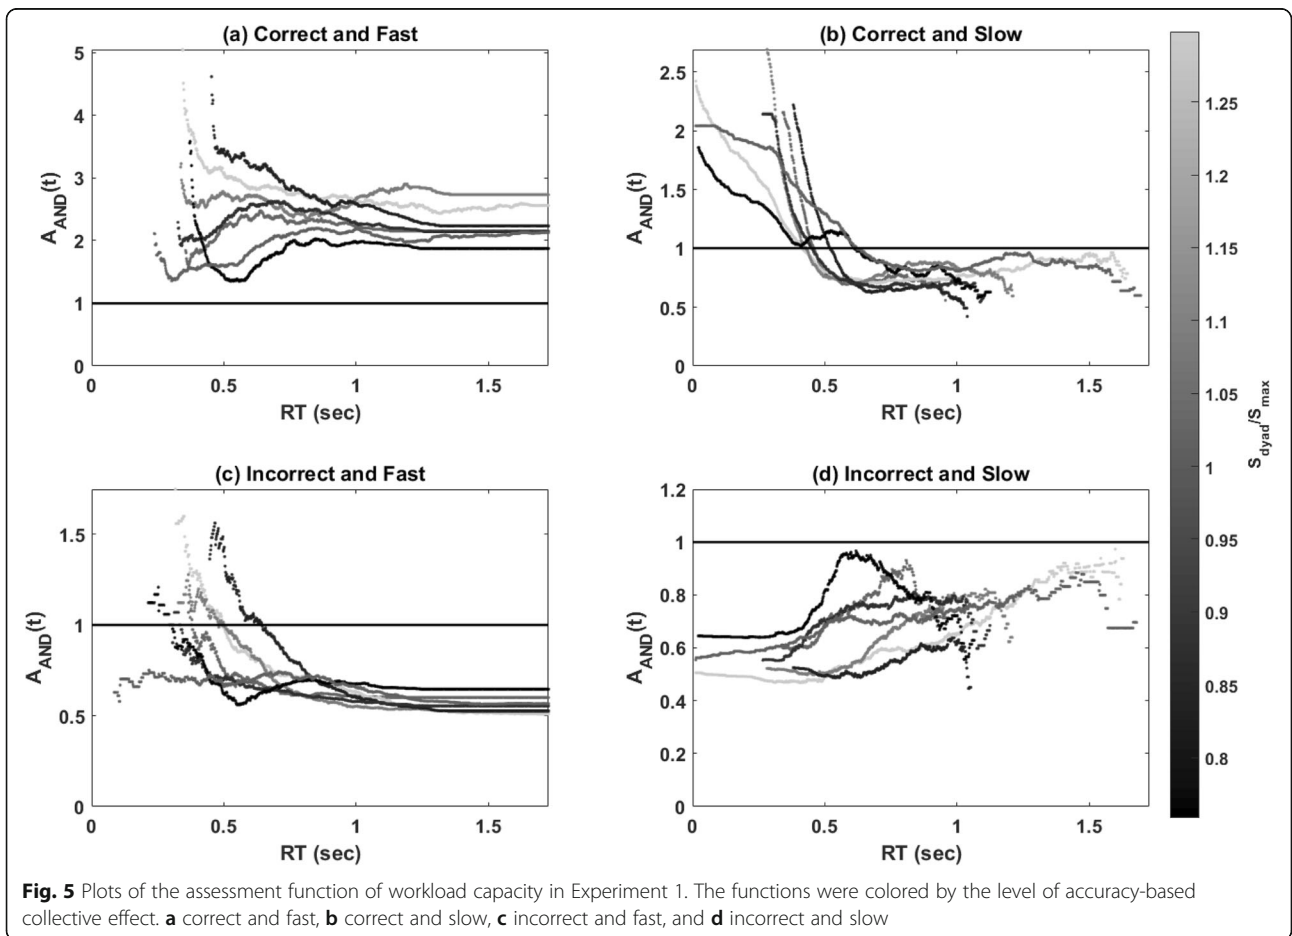 (a) Correct and Fast
5
4
3
2
1
0
0 0.5 1 1.5
A_AND(t)
RT (sec)
(b) Correct and Slow
2.5
2
1.5
1
0.5
0
0 0.5 1 1.5
A_AND(t)
RT (sec)
(c) Incorrect and Fast
1.5
1
0.5
0
0 0.5 1 1.5
A_AND(t)
RT (sec)
(d) Incorrect and Slow
1.2
1
0.8
0.6
0.4
0.2
0
0 0.5 1 1.5
A_AND(t)
RT (sec)
1.25
1.2
1.15
1.1
1.05
1
0.95
0.9
0.85
0.8
S_dyad/S_max
Fig. 5 Plots of the assessment function of workload capacity in Experiment 1. The functions were colored by the level of accuracy-based
collective effect. a correct and fast, b correct and slow, c incorrect and fast, and d incorrect and slow